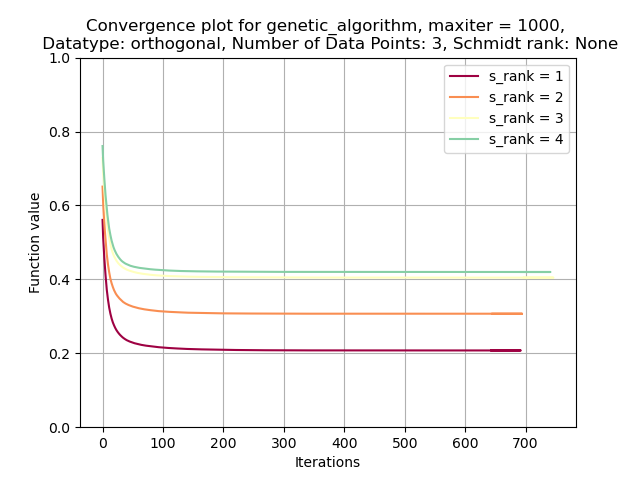 Convergence plot for genetic_algorithm, maxiter = 1000,
Datatype: orthogonal, Number of Data Points: 3, Schmidt rank: None
1.0
0.8
0.6
0.4
0.2
0.0
Function value
s_rank = 1
s_rank = 2
s_rank = 3
s_rank = 4
0 100 200 300 400 500 600 700
Iterations